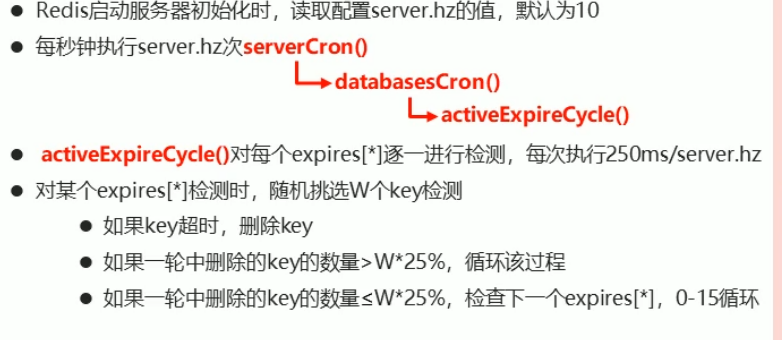 ● Redis启动服务器初始化时，读取配置server.hz的值，默认为10
● 每秒钟执行server.hz次serverCron()
databasesCron()
activeExpireCycle()
● activeExpireCycle()对每个expires[*]逐一进行检测，每次执行250ms/server.hz
● 对某个expires[*]检测时，随机挑选W个key检测
● 如果key超时，删除key
● 如果一轮中删除的key的数量>W*25%，循环该过程
● 如果一轮中删除的key的数量≤W*25%，检查下一个expires[*]，0-15循环